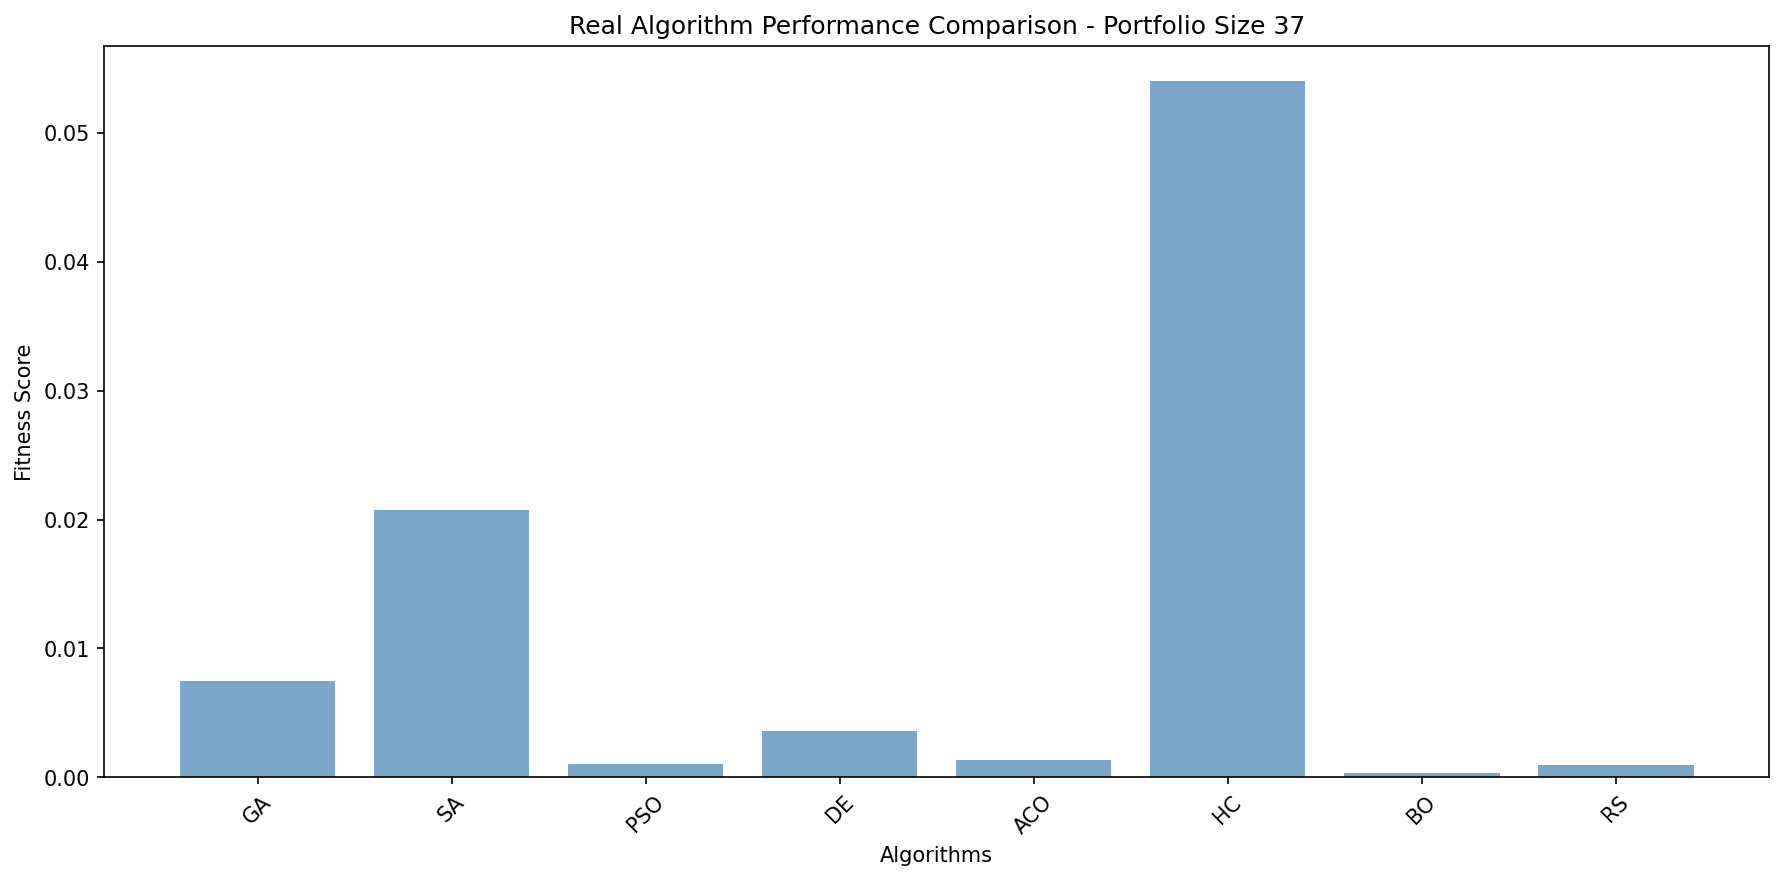 Real Algorithm Performance Comparison - Portfolio Size 37
Fitness Score
0.05
0.04
0.03
0.02
0.01
0.00
GA
SA
PSO
DE
ACO
HC
BO
RS
Algorithms